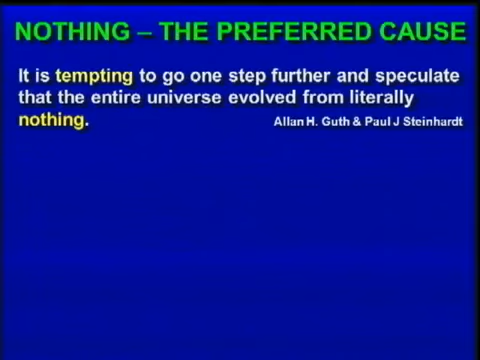 NOTHING – THE PREFERRED CAUSE
It is tempting to go one step further and speculate
that the entire universe evolved from literally
nothing.
Allan H. Guth & Paul J Steinhardt